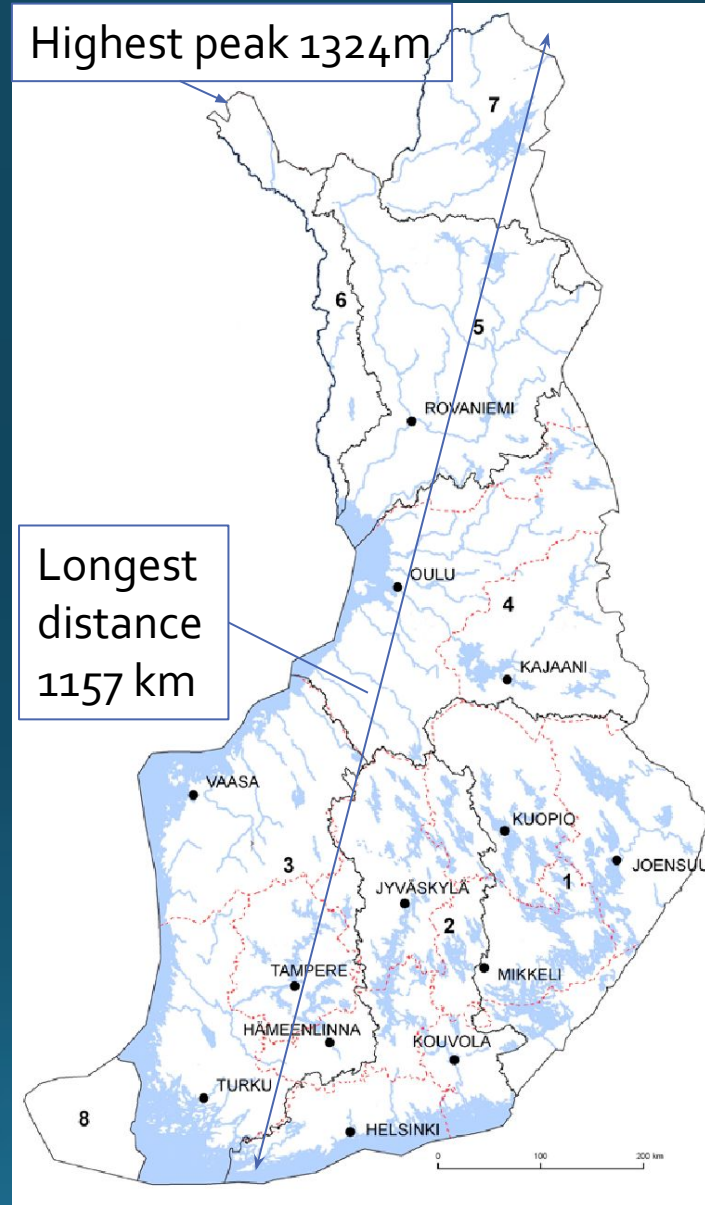 Highest peak 1324m
7
6
5
ROVANIEMI
Longest
distance
1157 km
OULU
4
KAJAANI
VAASA
KUOPIO
3
JOENSUU
1
JYVÄSKYLÄ
2
TAMPERE
MIKKELI
HÄMEENLINNA
KOUVOLA
TURKU
8
HELSINKI
0 100 200 km